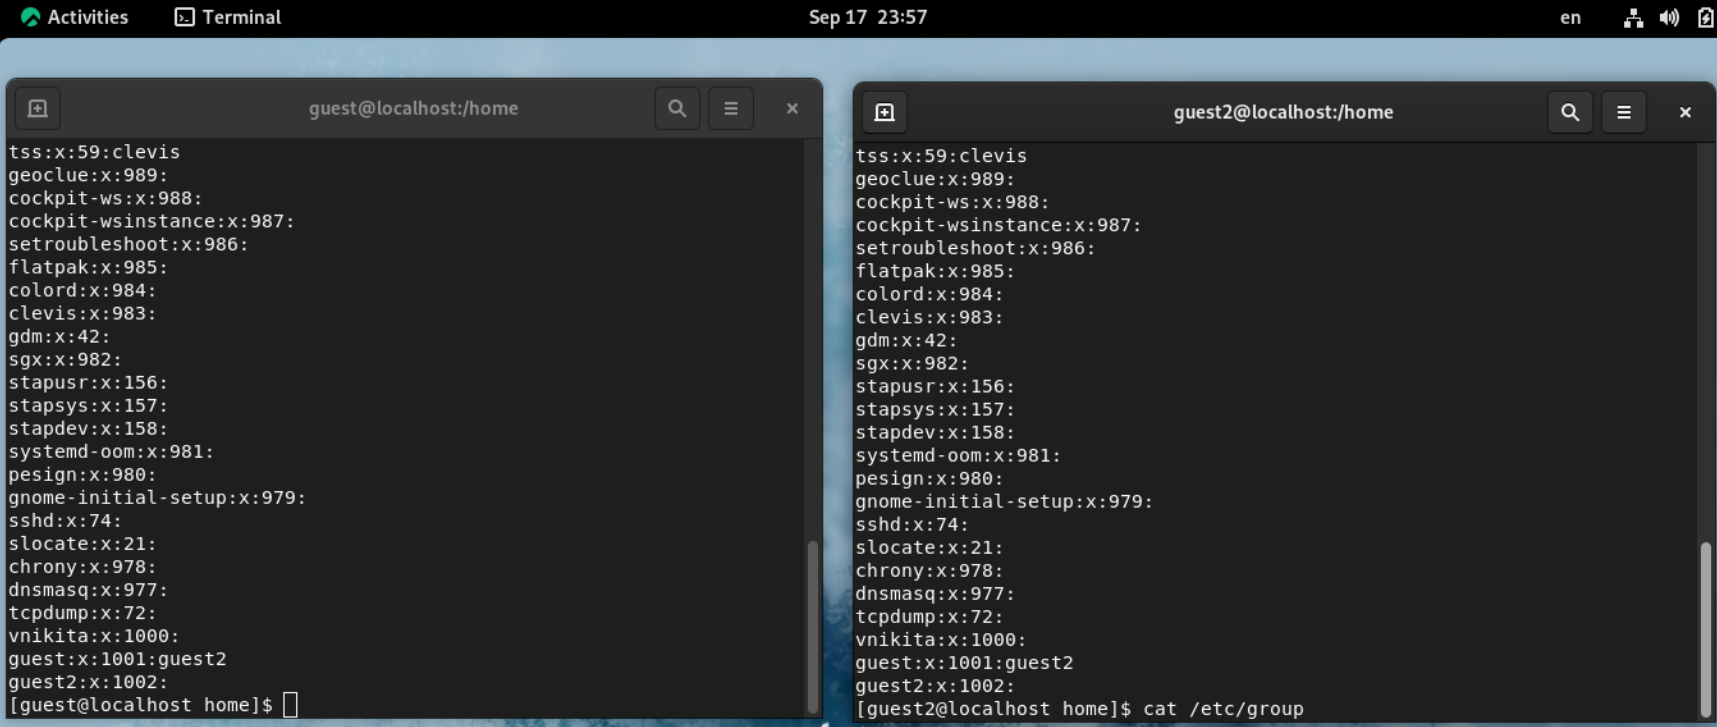 Activities
Terminal
Sep 17 23:57
en
guest@localhost:/home
tss:x:59:clevis
geoclue:x:989:
cockpit-ws:x:988:
cockpit-wsinstance:x:987:
setroubleshoot:x:986:
flatpak:x:985:
colord:x:984:
clevis:x:983:
gdm:x:42:
sgx:x:982:
stapusr:x:156:
stapsys:x:157:
stapdev:x:158:
systemd-oom:x:981:
pesign:x:980:
gnome-initial-setup:x:979:
sshd:x:74:
slocate:x:21:
chrony:x:978:
dnsmasq:x:977:
tcpdump:x:72:
vnikita:x:1000:
guest:x:1001:guest2
guest2:x:1002:
[guest@localhost home]$
guest2@localhost:/home
tss:x:59:clevis
geoclue:x:989:
cockpit-ws:x:988:
cockpit-wsinstance:x:987:
setroubleshoot:x:986:
flatpak:x:985:
colord:x:984:
clevis:x:983:
gdm:x:42:
sgx:x:982:
stapusr:x:156:
stapsys:x:157:
stapdev:x:158:
systemd-oom:x:981:
pesign:x:980:
gnome-initial-setup:x:979:
sshd:x:74:
slocate:x:21:
chrony:x:978:
dnsmasq:x:977:
tcpdump:x:72:
vnikita:x:1000:
guest:x:1001:guest2
guest2:x:1002:
[guest2@localhost home]$ cat /etc/group